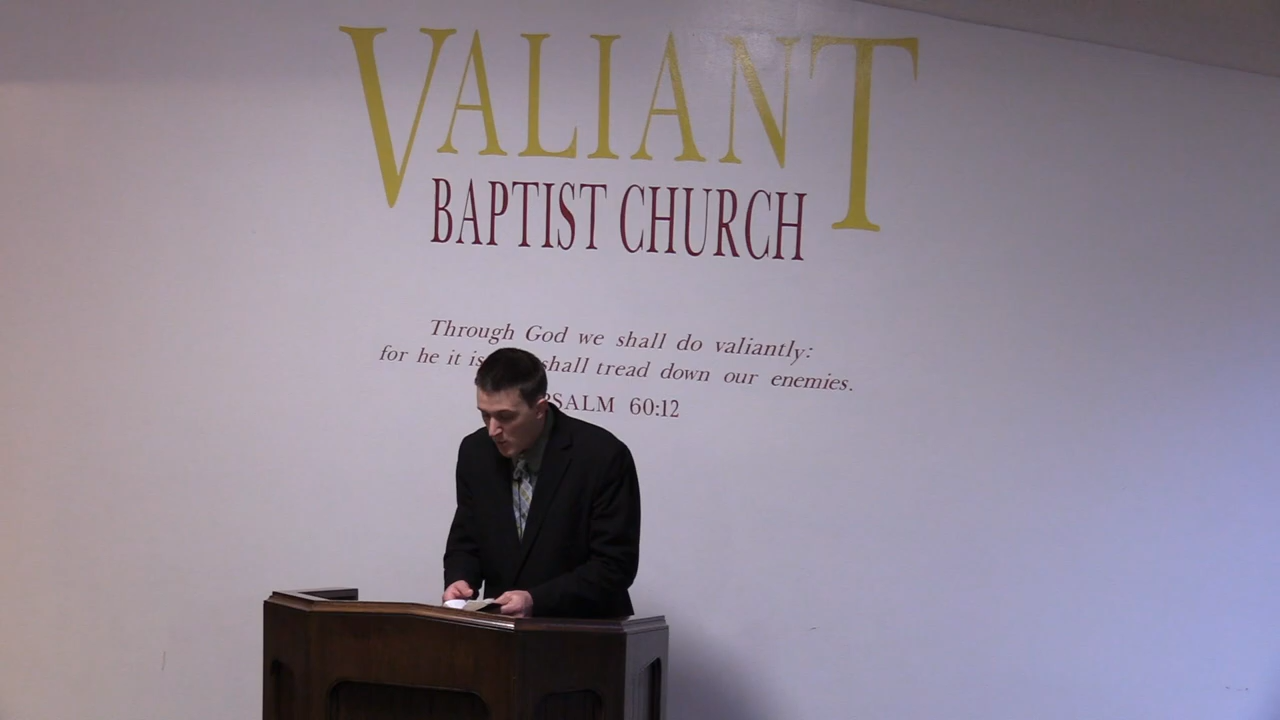 VALIANT
BAPTIST CHURCH
Through God we shall do valiantly:
for he it is shall tread down our enemies.
PSALM 60:12